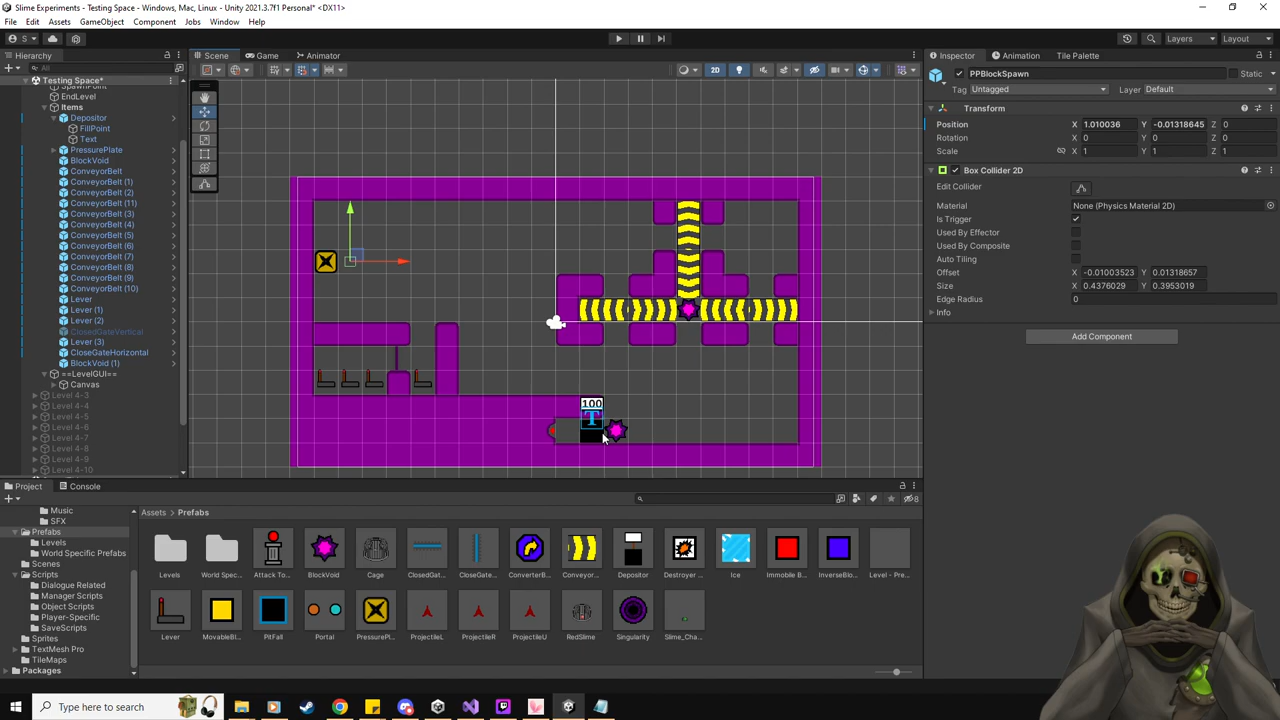 Slime Experiments - Testing Space - Windows, Mac, Linux - Unity 2021.3.7f1 Personal* <DX11>
File Edit Assets GameObject Component Jobs Window Help
S
Layers
Layout
Hierarchy
All
Testing Space*
SpawnPoint
EndLevel
Items
Depositor
FillPoint
Text
PressurePlate
BlockVoid
ConveyorBelt
ConveyorBelt (1)
ConveyorBelt (2)
ConveyorBelt (11)
ConveyorBelt (3)
ConveyorBelt (4)
ConveyorBelt (5)
ConveyorBelt (6)
ConveyorBelt (7)
ConveyorBelt (8)
ConveyorBelt (9)
ConveyorBelt (10)
Lever
Lever (1)
Lever (2)
ClosedGateVertical
Lever (3)
CloseGateHorizontal
BlockVoid (1)
==LevelGUI==
Canvas
Level 4-3
Level 4-4
Level 4-5
Level 4-6
Level 4-7
Level 4-8
Level 4-9
Level 4-10
Scene Game Animator
2D
100
T
Inspector Animation Tile Palette
PPBlockSpawn
Static
Tag Untagged Layer Default
Transform
Position X 1.010036 Y -0.01318645 Z 0
Rotation X 0 Y 0 Z 0
Scale X 1 Y 1 Z 1
Box Collider 2D
Edit Collider
Material None (Physics Material 2D)
Is Trigger
Used By Effector
Used By Composite
Auto Tiling
Offset X -0.01003523 Y 0.01318657
Size X 0.4376029 Y 0.3953019
Edge Radius 0
Info
Add Component
Project Console
8
Music
SFX
Prefabs
Levels
World Specific Prefabs
Scenes
Scripts
Dialogue Related
Manager Scripts
Object Scripts
Player-Specific
SaveScripts
Sprites
TextMesh Pro
TileMaps
Packages
Assets > Prefabs
Levels World Spec... Attack To... BlockVoid Cage ClosedGat... CloseGate... ConverterB... Conveyor... Depositor Destroyer ... Ice Immobile B... InverseBlo... Level - Pre...
Lever MovableBl... PitFall Portal PressurePl... ProjectileL ProjectileR ProjectileU RedSlime Singularity Slime_Cha...
Type here to search